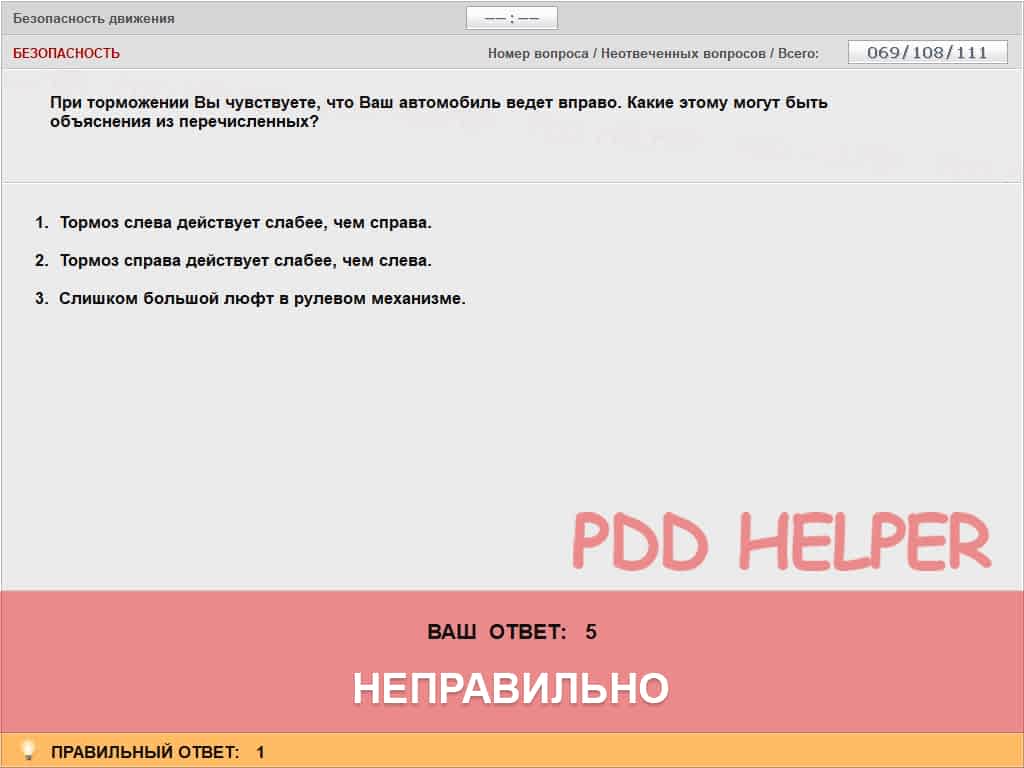 Безопасность движения
—— : ——
БЕЗОПАСНОСТЬ
Номер вопроса / Неотвеченных вопросов / Всего:
069/108/111
При торможении Вы чувствуете, что Ваш автомобиль ведет вправо. Какие этому могут быть
объяснения из перечисленных?
1. Тормоз слева действует слабее, чем справа.
2. Тормоз справа действует слабее, чем слева.
3. Слишком большой люфт в рулевом механизме.
PDD HELPER
ВАШ ОТВЕТ: 5
НЕПРАВИЛЬНО
ПРАВИЛЬНЫЙ ОТВЕТ: 1